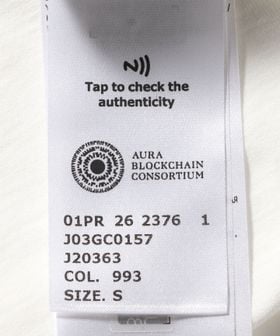 Tap to check the
authenticity
AURA
BLOCKCHAIN
CONSORTIUM
01PR 26 2376 1
J03GC0157
J20363
COL. 993
SIZE. S